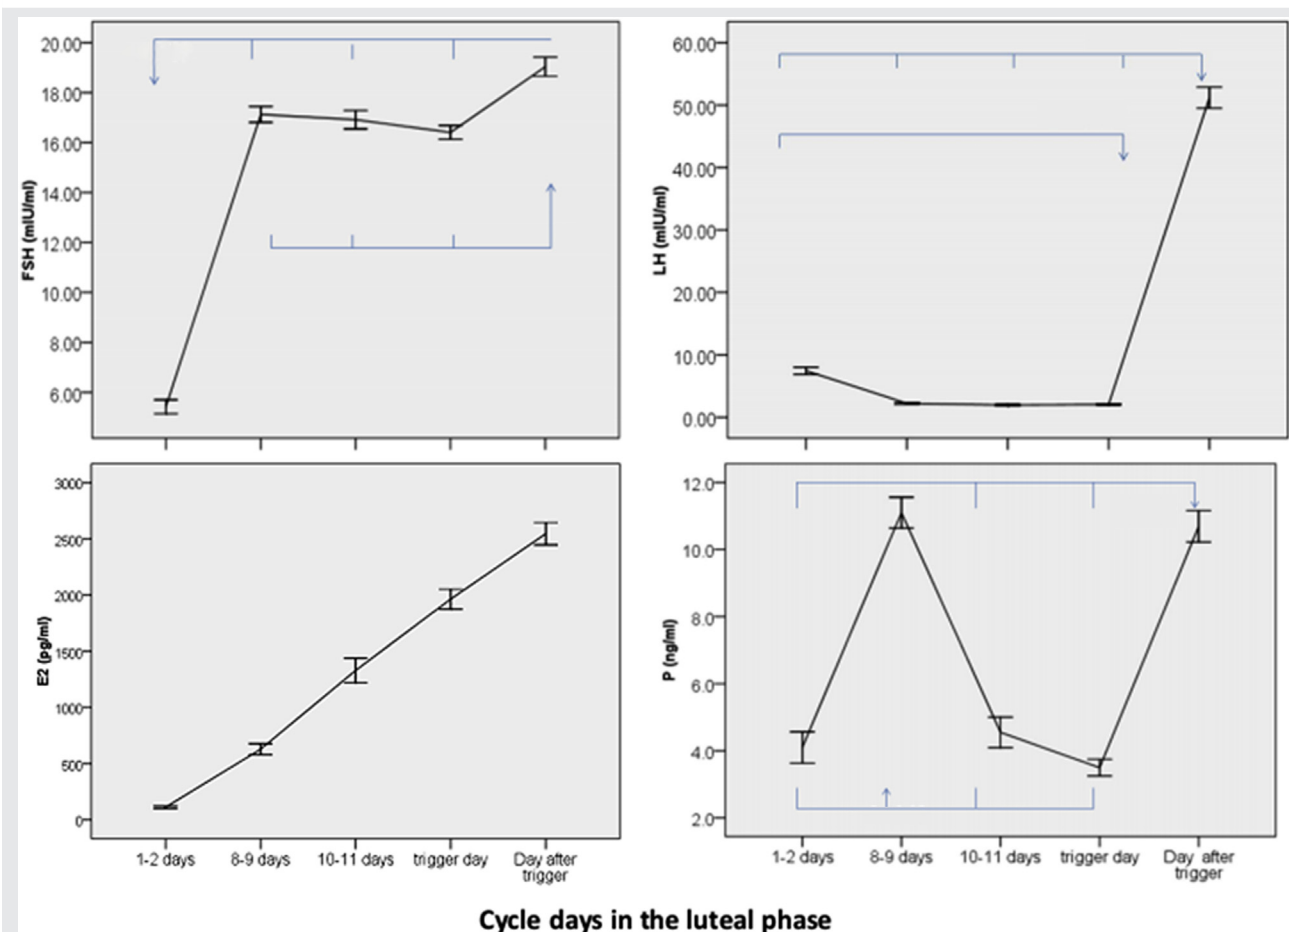 20.00
18.00
16.00
14.00
12.00
10.00
8.00
6.00
FSH (mIU/ml)
60.00
50.00
40.00
30.00
20.00
10.00
0.00
LH (mIU/ml)
3000
2500
2000
1500
1000
500
0
E2 (pg/ml)
1-2 days
8-9 days
10-11 days
trigger day
Day after
trigger
12.0
10.0
8.0
6.0
4.0
2.0
P (ng/ml)
1-2 days
8-9 days
10-11 days
trigger day
Day after
trigger
Cycle days in the luteal phase